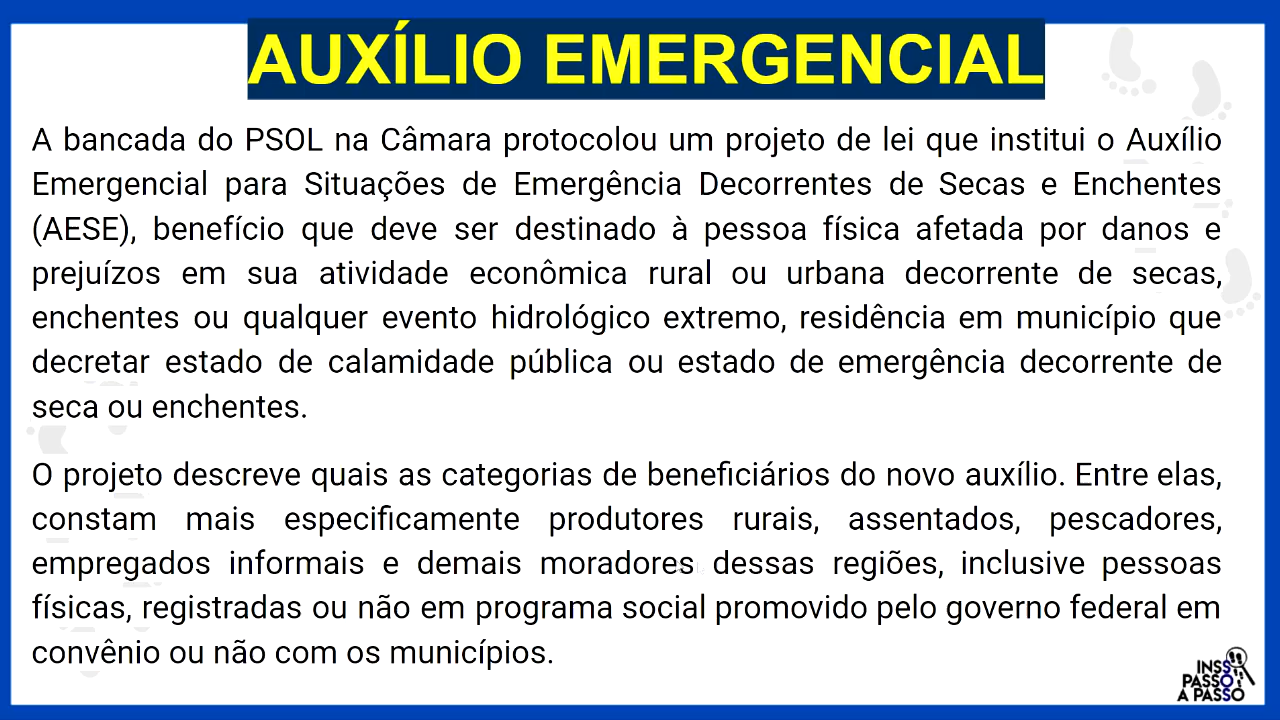 AUXÍLIO EMERGENCIAL
A bancada do PSOL na Câmara protocolou um projeto de lei que institui o Auxílio
Emergencial para Situações de Emergência Decorrentes de Secas e Enchentes
(AESE), benefício que deve ser destinado à pessoa física afetada por danos e
prejuízos em sua atividade econômica rural ou urbana decorrente de secas,
enchentes ou qualquer evento hidrológico extremo, residência em município que
decretar estado de calamidade pública ou estado de emergência decorrente de
seca ou enchentes.
O projeto descreve quais as categorias de beneficiários do novo auxílio. Entre elas,
constam mais especificamente produtores rurais, assentados, pescadores,
empregados informais e demais moradores dessas regiões, inclusive pessoas
físicas, registradas ou não em programa social promovido pelo governo federal em
convênio ou não com os municípios.
INSS
PASSO
A PASSO